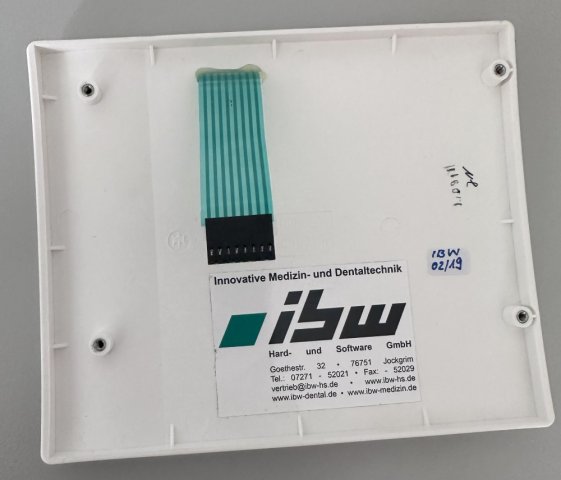 IBW
02/19
Innovative Medizin- und Dentaltechnik
ibw
Hard- und Software GmbH
Goethestr. 32 • 76751 Jockgrim
Tel.: 07271 - 52021 • Fax: - 52029
vertrieb@ibw-hs.de • www.ibw-hs.de
www.ibw-dental.de • www.ibw-medizin.de